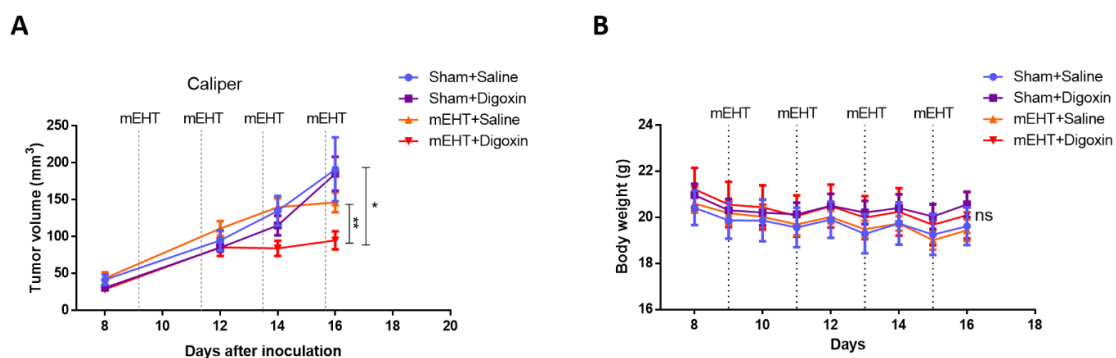 A
Caliper
Sham+Saline
Sham+Digoxin
mEHT+Saline
mEHT+Digoxin
mEHT mEHT mEHT mEHT
250
200
150
100
50
0
Tumor volume (mm3)
**
*
8 10 12 14 16 18 20
Days after inoculation
B
Sham+Saline
Sham+Digoxin
mEHT+Saline
mEHT+Digoxin
mEHT mEHT mEHT mEHT
24
22
20
18
16
Body weight (g)
ns
8 10 12 14 16 18
Days